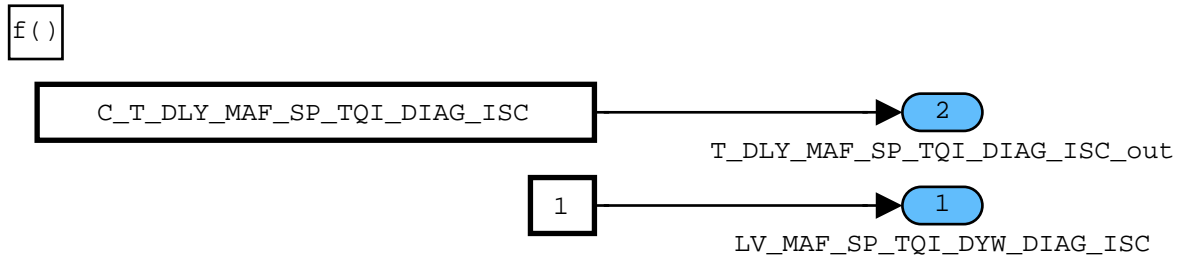 f()
C_T_DLY_MAF_SP_TQI_DIAG_ISC
2
T_DLY_MAF_SP_TQI_DIAG_ISC_out
1
1
LV_MAF_SP_TQI_DYW_DIAG_ISC